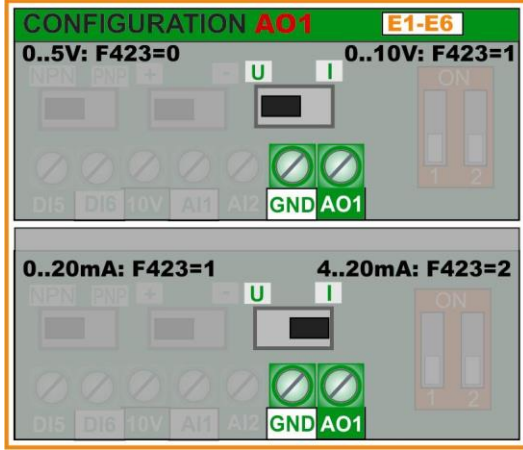 CONFIGURATION AO1 E1-E6
0..5V: F423=0 0..10V: F423=1
NPN PNP + - U I ON
1 2
DI5 DI6 10V AI1 AI2 GND AO1
0..20mA: F423=1 4..20mA: F423=2
NPN PNP + - U I ON
1 2
DI5 DI6 10V AI1 AI2 GND AO1